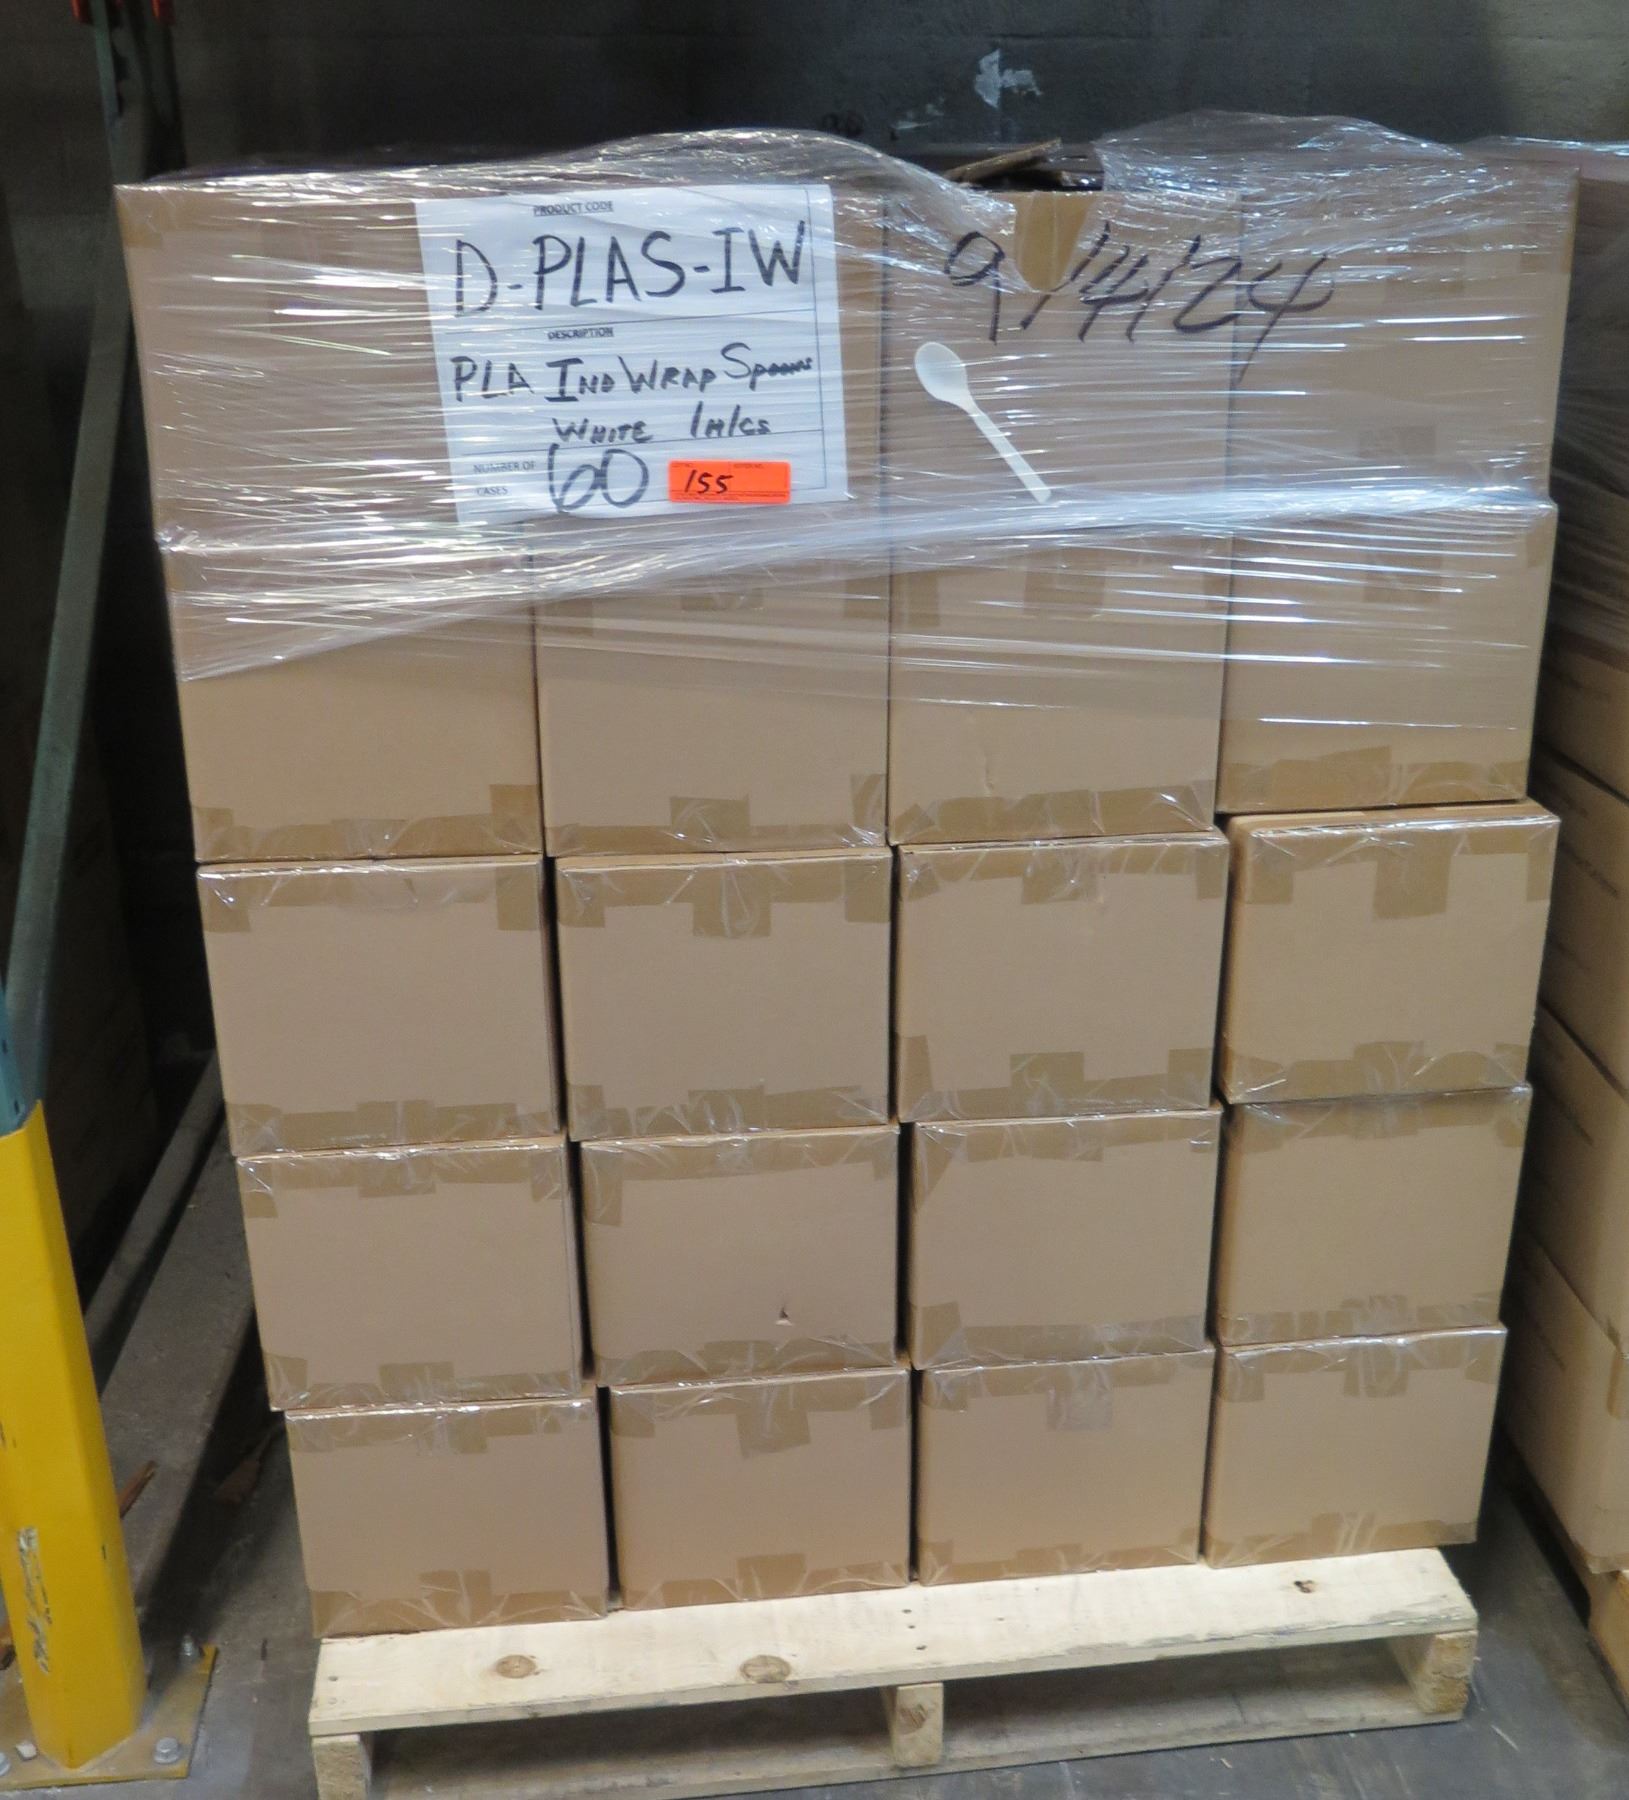 PRODUCT CODE
D-PLAS-IW
9/14/24
DESCRIPTION
PLA IND WRAP SPOONS
WHITE 1M/CS
NUMBER OF
CASES
60
155